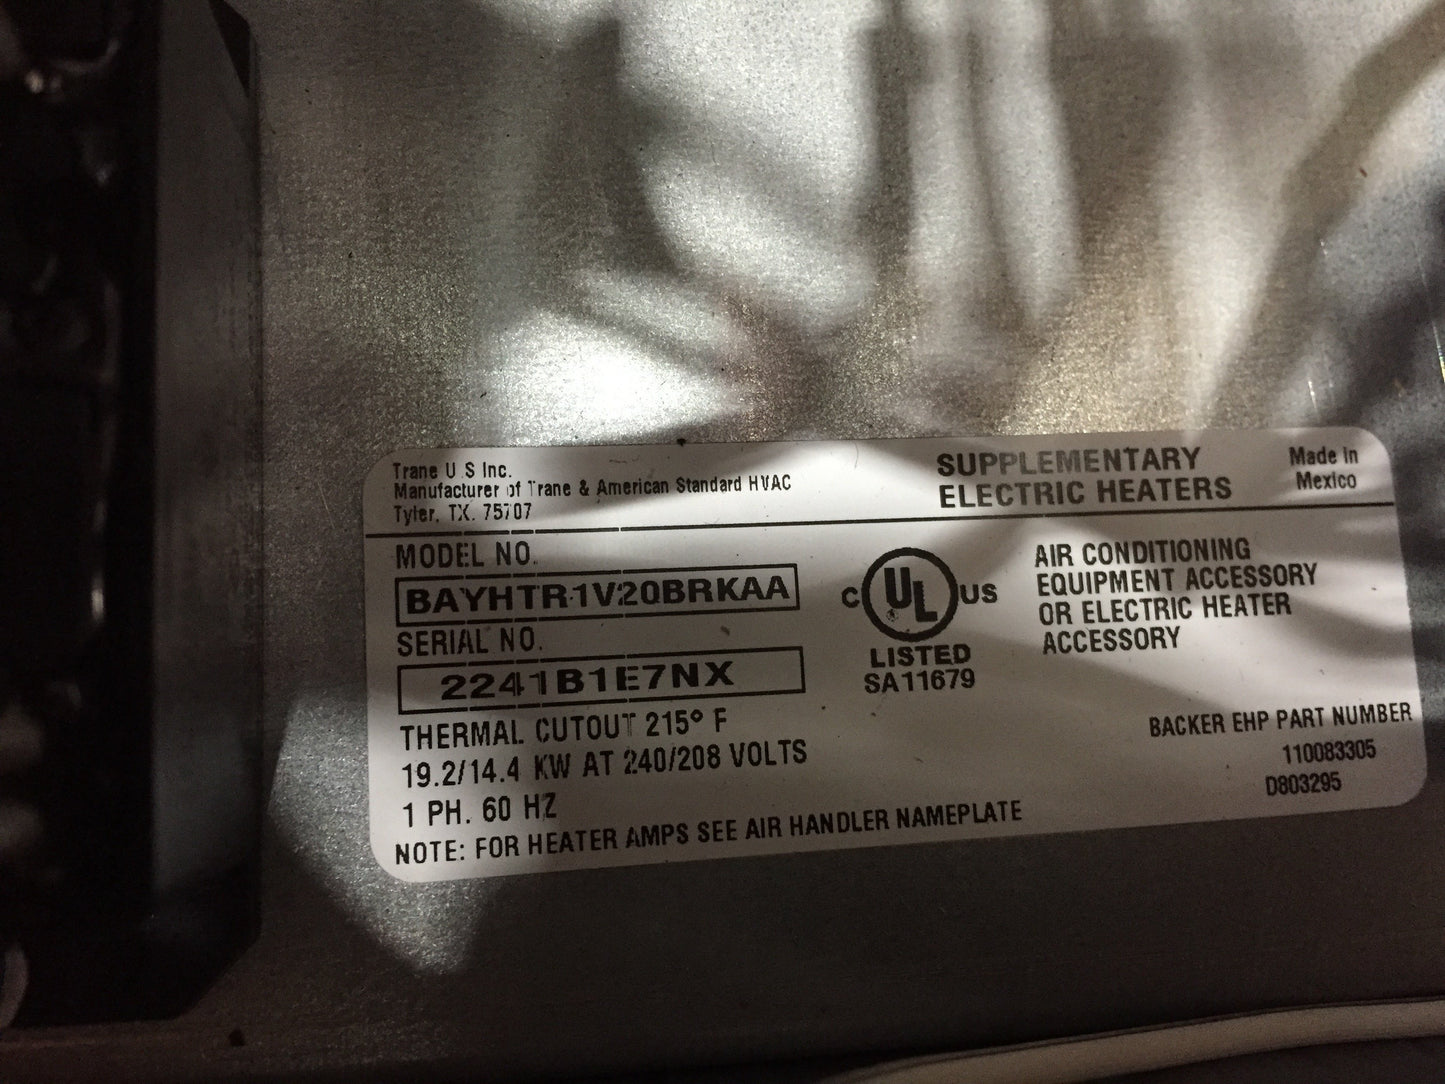 Trane U.S Inc.
Manufacturer of Trane & American Standard HVAC
Tyler, TX. 75707
SUPPLEMENTARY
ELECTRIC HEATERS
Made in
Mexico
MODEL NO.
BAYHTR1V20BRKAA
SERIAL NO.
2241B1E7NX
THERMAL CUTOUT 215° F
19.2/14.4 KW AT 240/208 VOLTS
1 PH. 60 HZ
NOTE: FOR HEATER AMPS SEE AIR HANDLER NAMEPLATE
C UL US
LISTED
SA11679
AIR CONDITIONING
EQUIPMENT ACCESSORY
OR ELECTRIC HEATER
ACCESSORY
BACKER EHP PART NUMBER
110083305
D803295